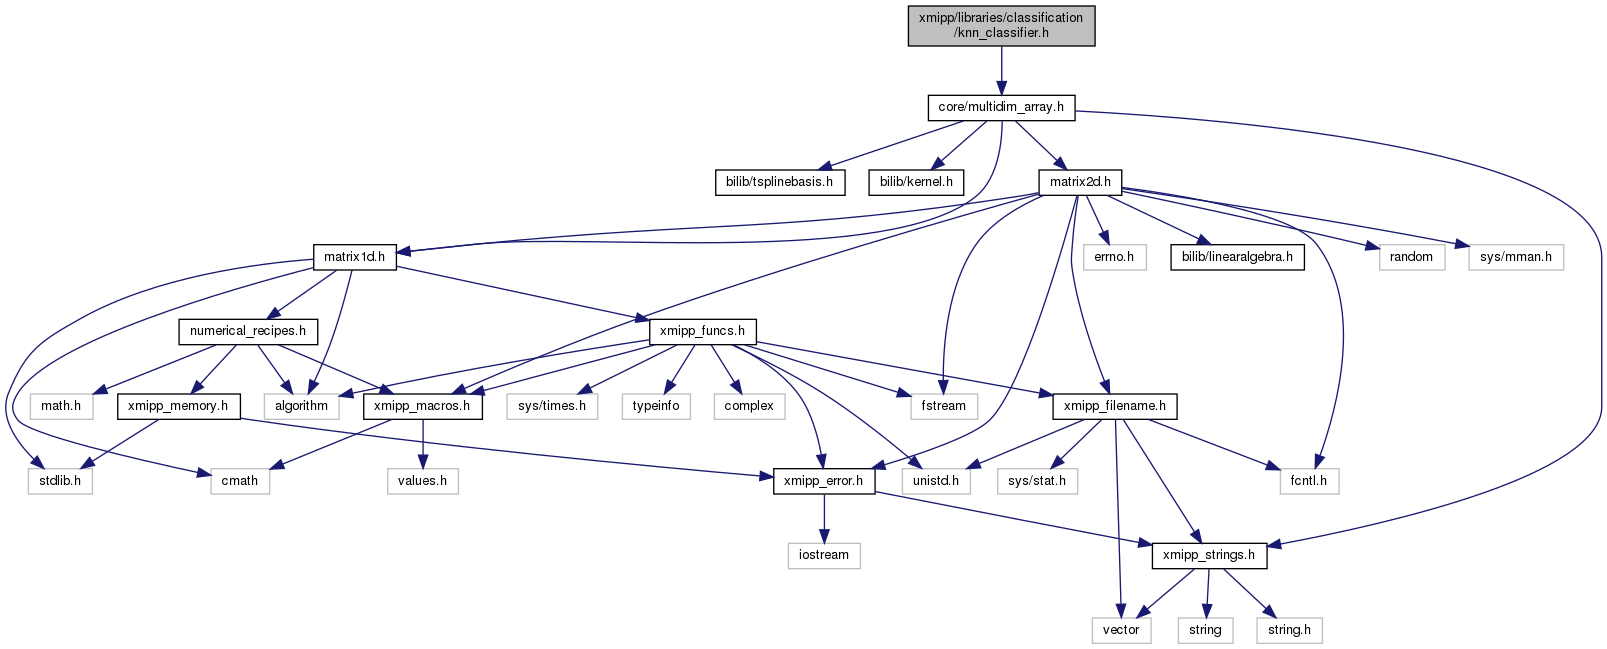 xmipp/libraries/classification
/knn_classifier.h
core/multidim_array.h
bilib/tsplinebasis.h
bilib/kernel.h
matrix2d.h
matrix1d.h
errno.h
bilib/linearalgebra.h
random
sys/mman.h
numerical_recipes.h
xmipp_funcs.h
math.h
xmipp_memory.h
algorithm
xmipp_macros.h
sys/times.h
typeinfo
complex
fstream
xmipp_filename.h
stdlib.h
cmath
values.h
xmipp_error.h
unistd.h
sys/stat.h
fcntl.h
iostream
xmipp_strings.h
vector
string
string.h